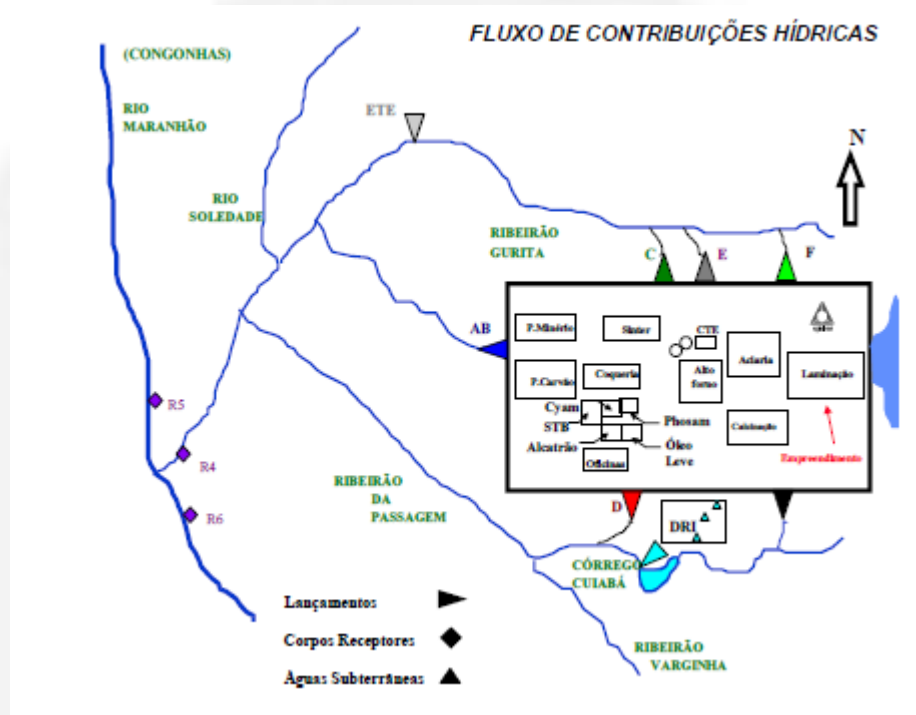 FLUXO DE CONTRIBUIÇÕES HÍDRICAS
(CONGONHAS)
RIO
MARANHÃO
ETE
N
RIO
SOLEDADE
RIBEIRÃO
GURITA
C
E
F
AB
P.Minério
Sinter
CTE
Aciaria
P.Carvão
Coqueria
Alto
forno
Laminação
Cyam
STB
Phosam
Calcinação
Alcatrão
Óleo
Leve
Oficinas
Empreendimento
R5
R4
R6
RIBEIRÃO
DA
PASSAGEM
D
DRI
CÓRREGO
CUIABÁ
RIBEIRÃO
VARGINHA
Lançamentos
Corpos Receptores
Águas Subterrâneas